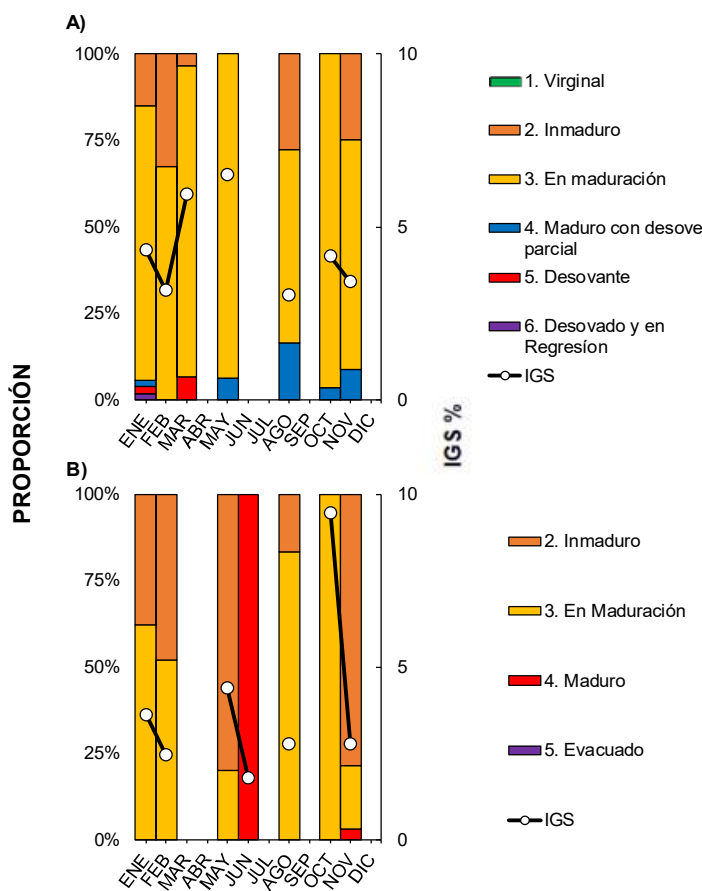 A)
100%
75%
50%
25%
0%
10
5
0
ENE
FEB
MAR
ABR
MAY
JUN
JUL
AGO
SEP
OCT
NOV
DIC
1. Virginal
2. Inmaduro
3. En maduración
4. Maduro con desove
parcial
5. Desovante
6. Desovado y en
Regresíon
IGS
PROPORCIÓN
IGS %
B)
100%
75%
50%
25%
0%
10
5
0
ENE
FEB
MAR
ABR
MAY
JUN
JUL
AGO
SEP
OCT
NOV
DIC
2. Inmaduro
3. En Maduración
4. Maduro
5. Evacuado
IGS